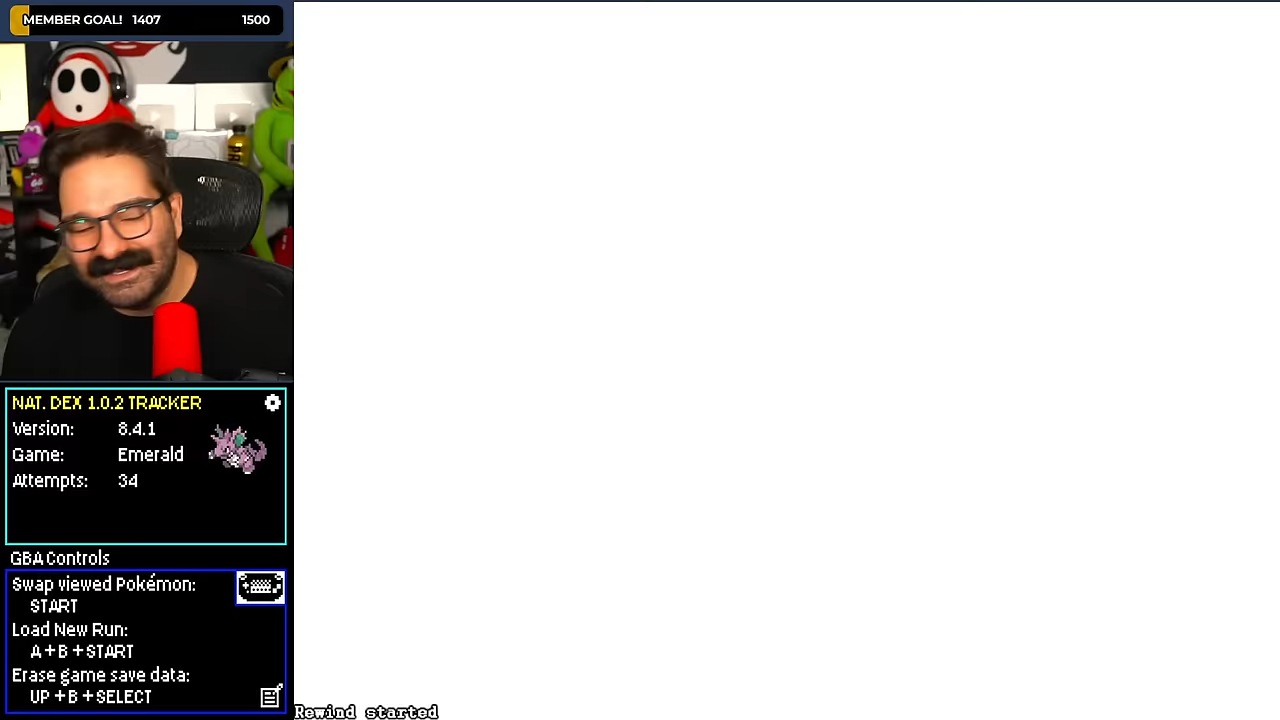 MEMBER GOAL! 1407 1500
NAT. DEX 1.0.2 TRACKER
Version: 8.4.1
Game: Emerald
Attempts: 34
GBA Controls
Swap viewed Pokémon:
START
Load New Run:
A + B + START
Erase game save data:
UP + B + SELECT
Rewind started